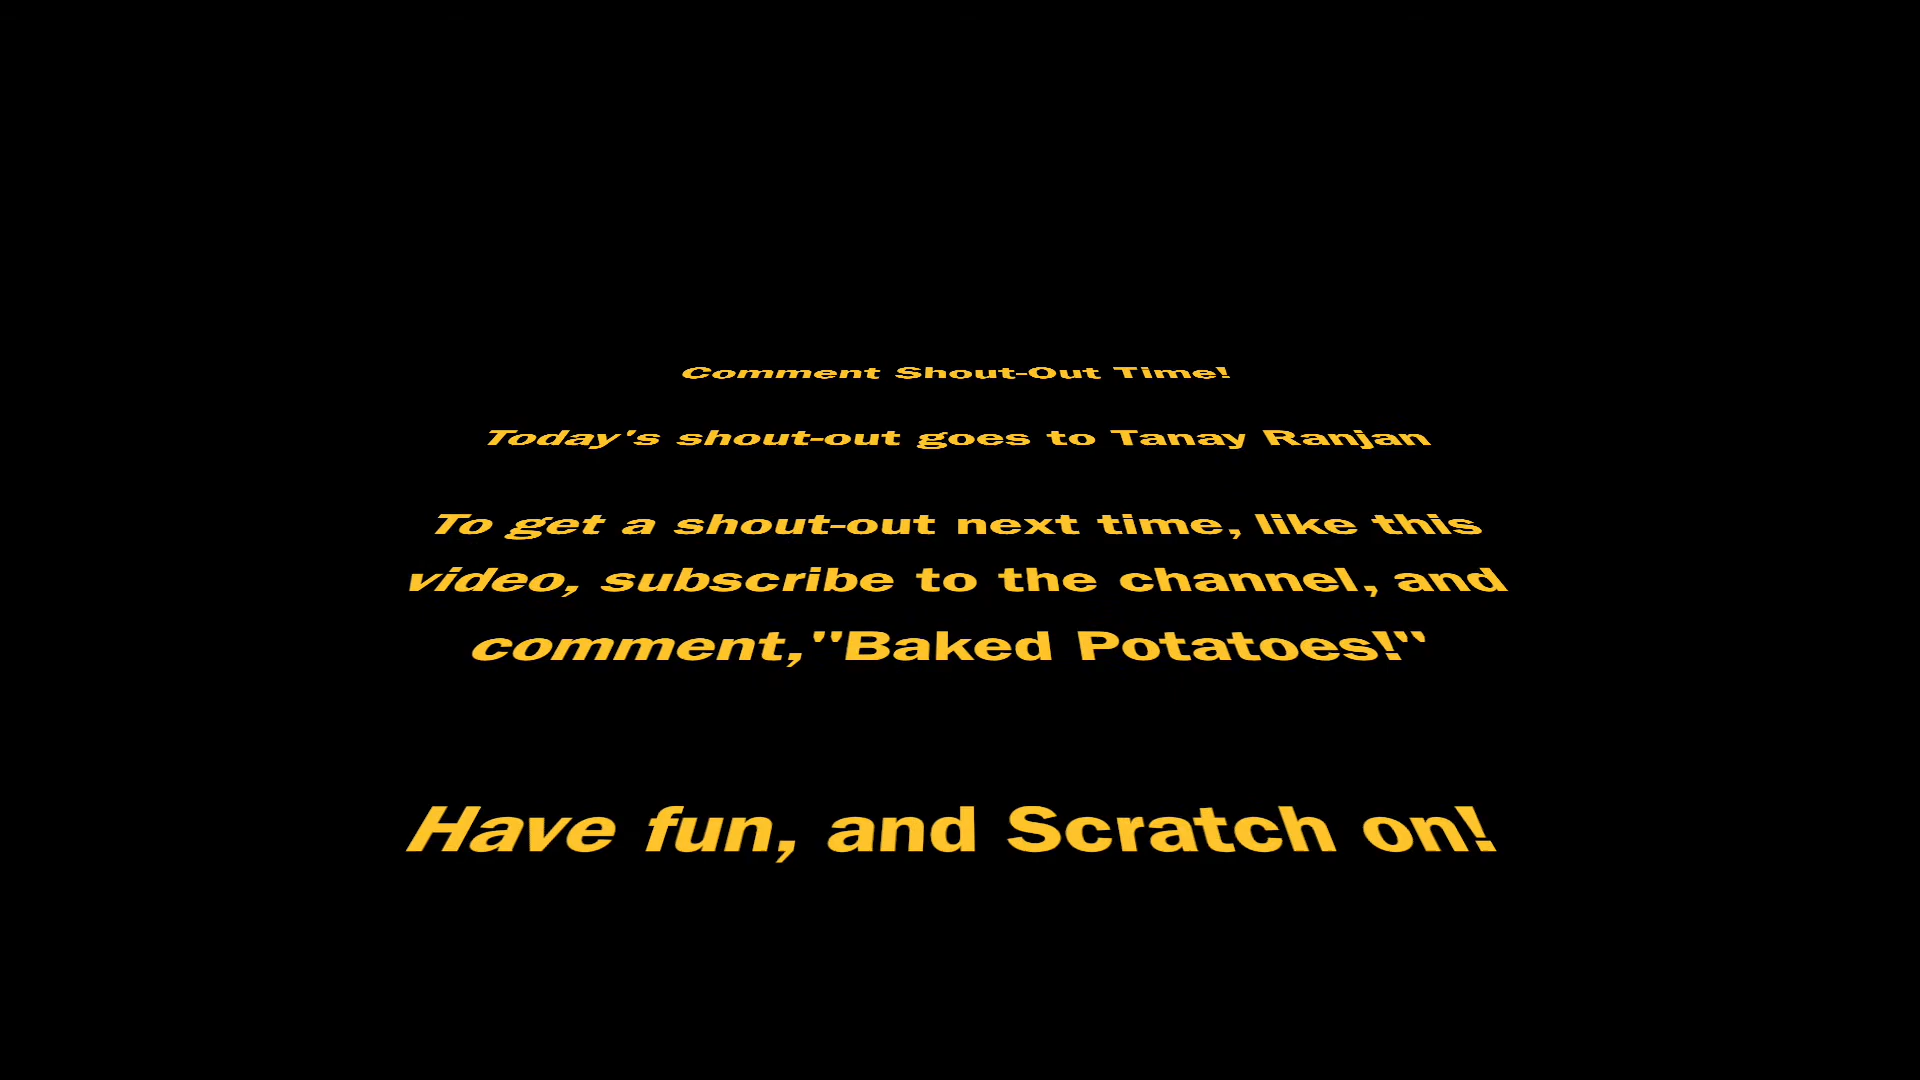 Comment Shout-Out Time!
Today's shout-out goes to Tanay Ranjan
To get a shout-out next time, like this
video, subscribe to the channel, and
comment,"Baked Potatoes!"
Have fun, and Scratch on!